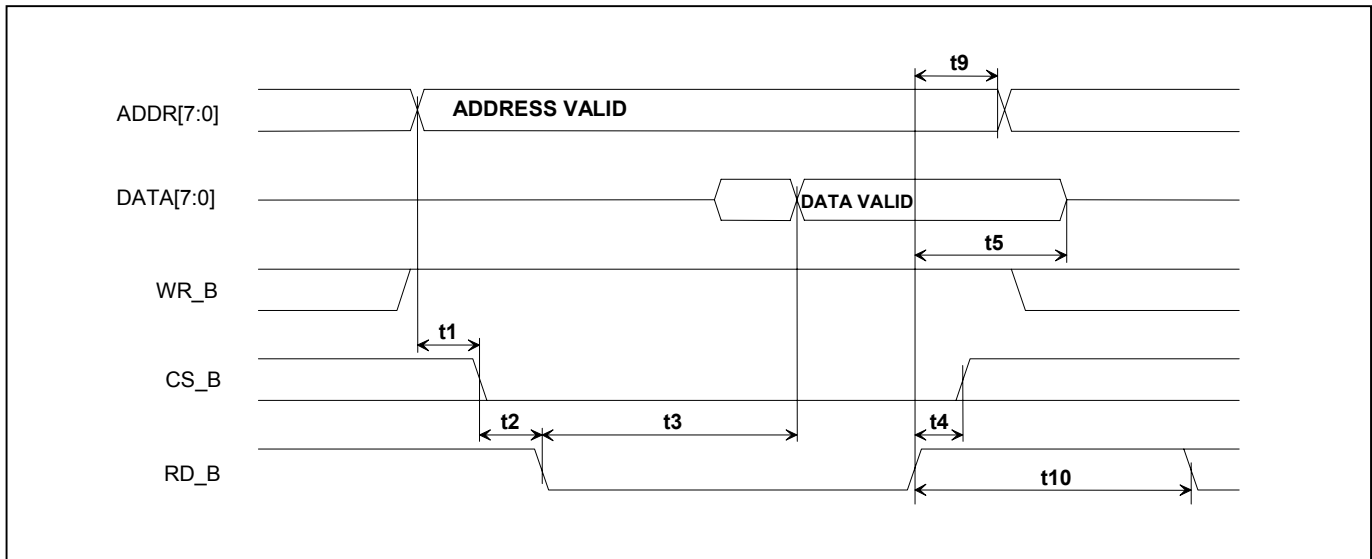 t9
ADDR[7:0]
ADDRESS VALID
DATA[7:0]
DATA VALID
t5
WR_B
t1
CS_B
t2
t3
t4
RD_B
t10